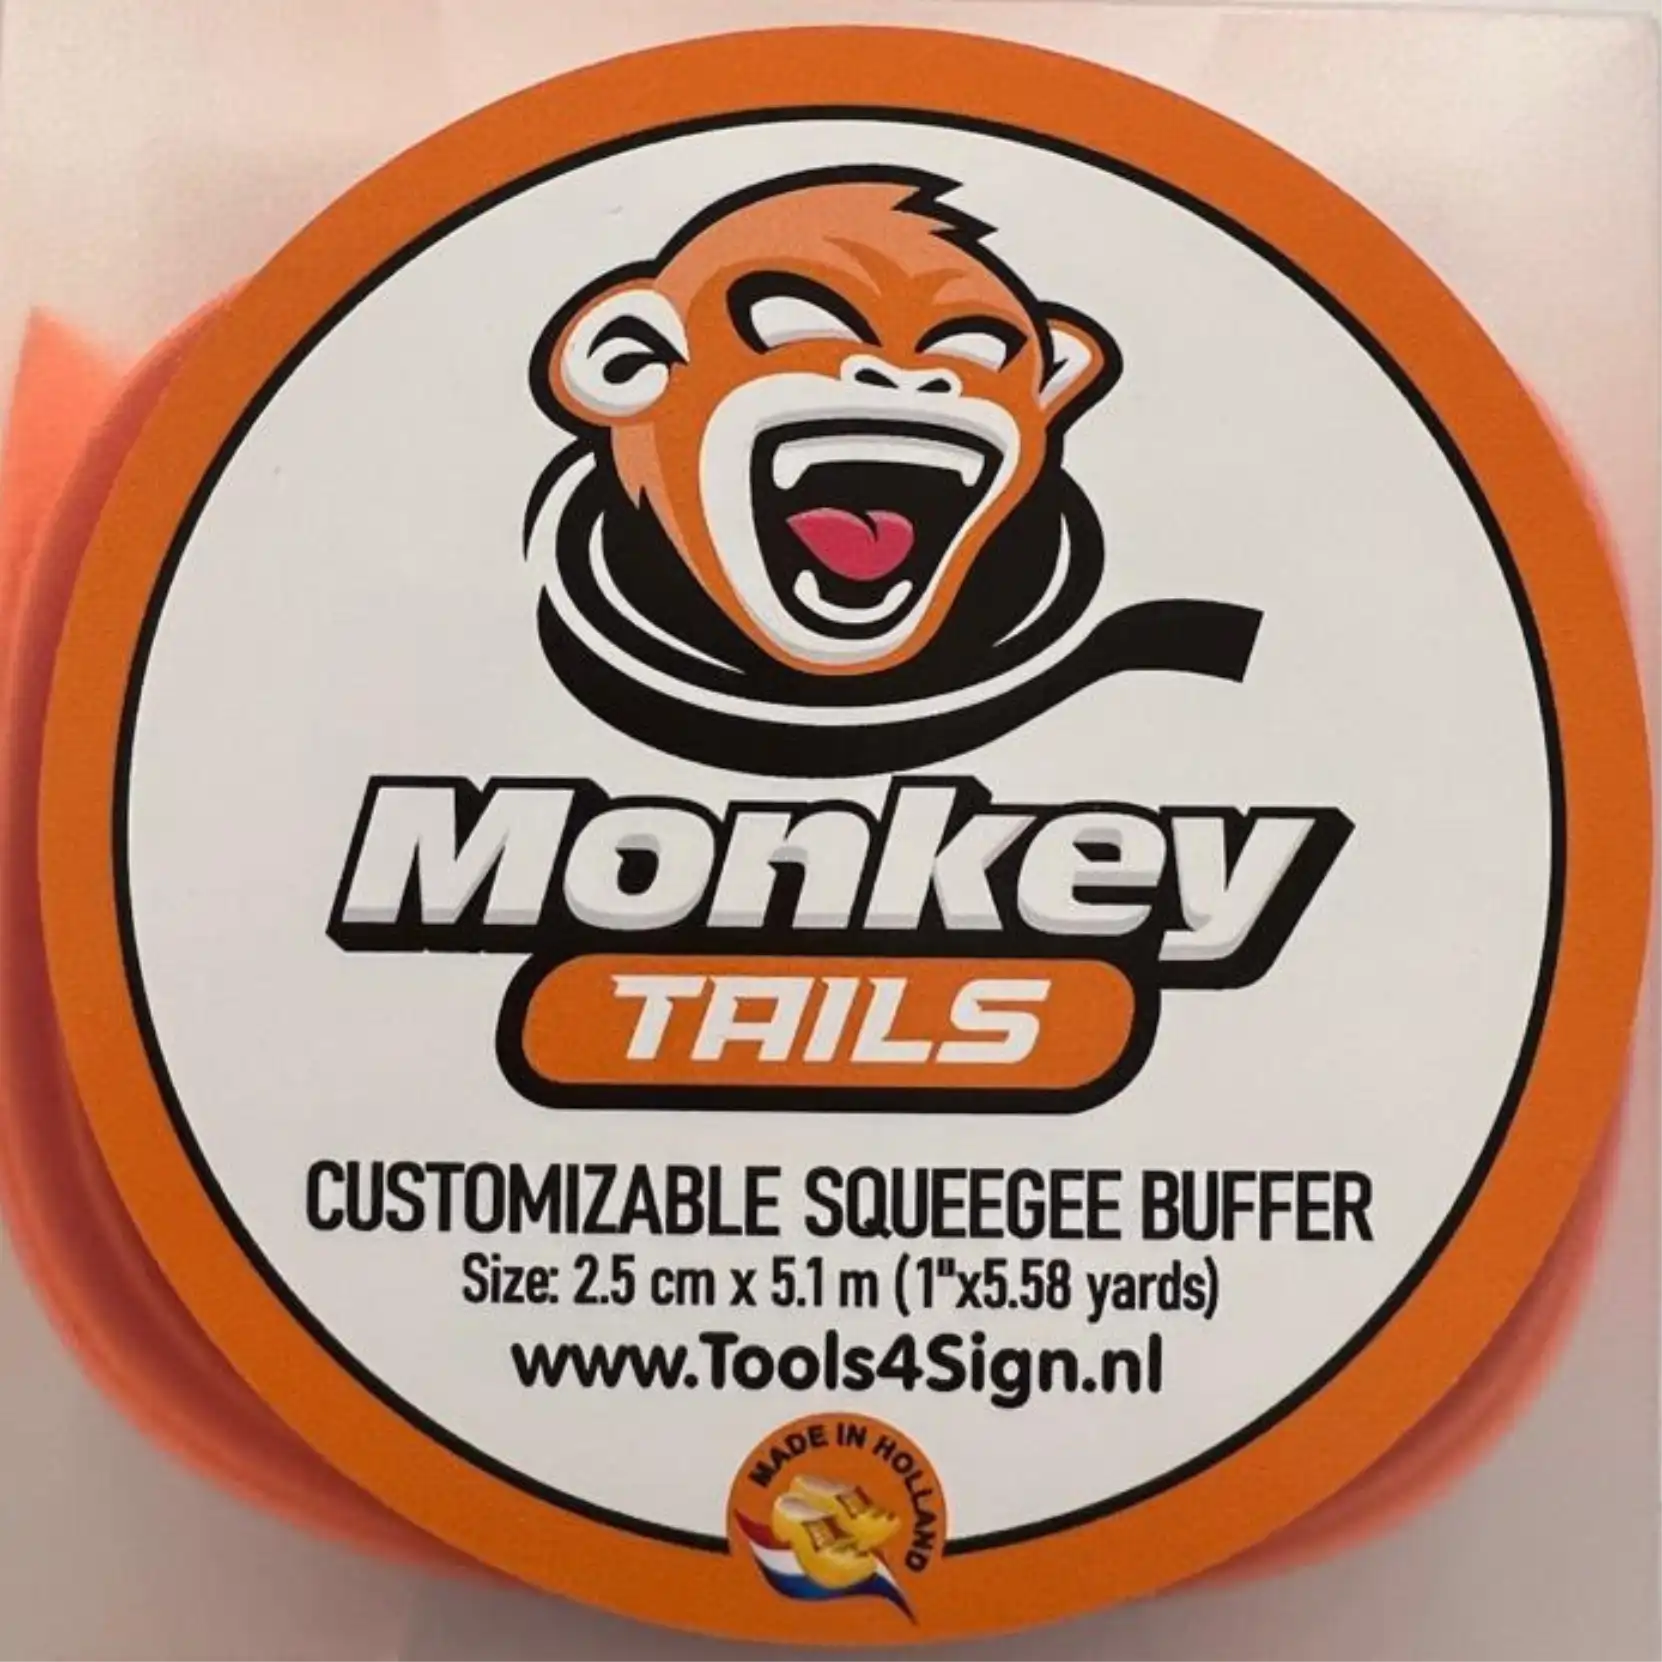 Monkey
TAILS
CUSTOMIZABLE SQUEEGEE BUFFER
Size: 2.5 cm x 5.1 m (1"x5.58 yards)
www.Tools4Sign.nl
MADE IN HOLLAND